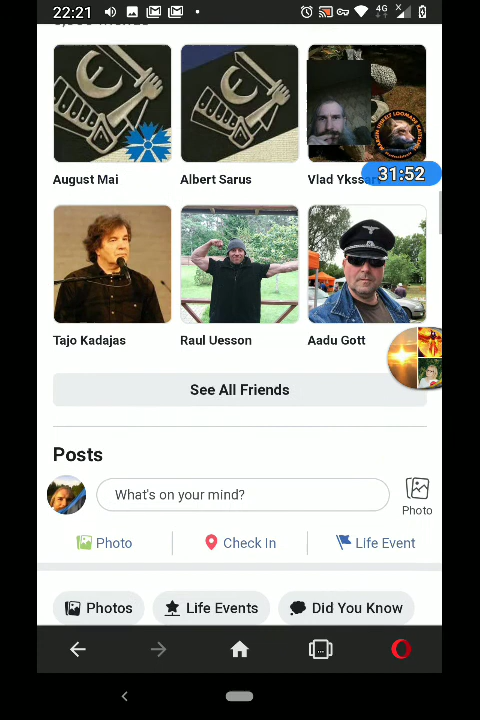 22:21
4G
August Mai
Albert Sarus
Vlad Ykssar
31:52
Tajo Kadajas
Raul Uesson
Aadu Gott
See All Friends
Posts
What's on your mind?
Photo
Photo
Check In
Life Event
Photos
Life Events
Did You Know